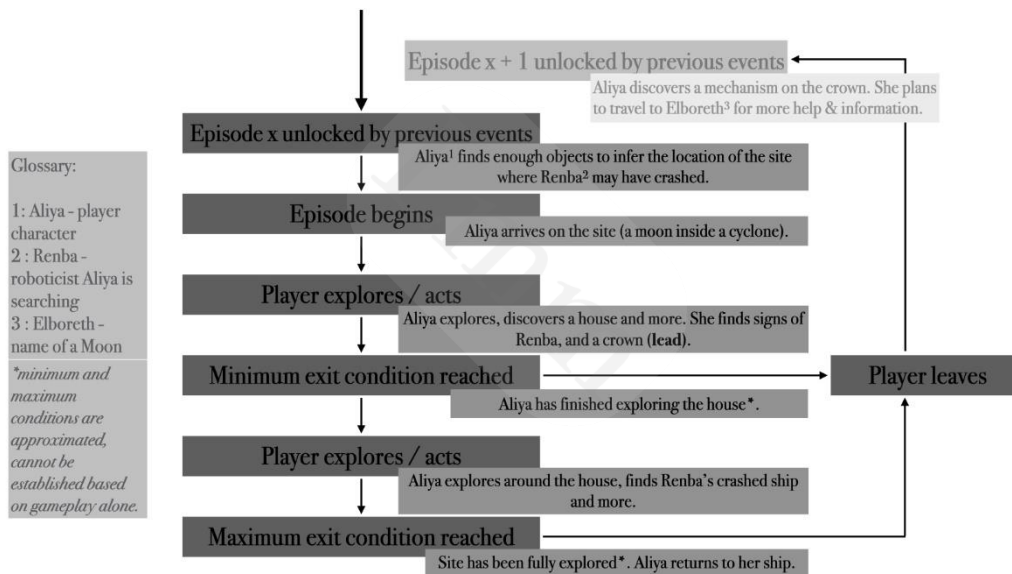 Episode x + 1 unlocked by previous events
Aliya discovers a mechanism on the crown. She plans
to travel to Elboreth³ for more help & information.
Episode x unlocked by previous events
Aliya¹ finds enough objects to infer the location of the site
where Renba² may have crashed.
Episode begins
Aliya arrives on the site (a moon inside a cyclone).
Player explores / acts
Aliya explores, discovers a house and more. She finds signs of
Renba, and a crown (lead).
Minimum exit condition reached
Aliya has finished exploring the house*.
Player leaves
Player explores / acts
Aliya explores around the house, finds Renba's crashed ship
and more.
Maximum exit condition reached
Site has been fully explored*. Aliya returns to her ship.
Glossary:
1: Aliya - player
character
2 : Renba -
roboticist Aliya is
searching
3 : Elboreth -
name of a Moon
*minimum and
maximum
conditions are
approximated,
cannot be
established based
on gameplay alone.